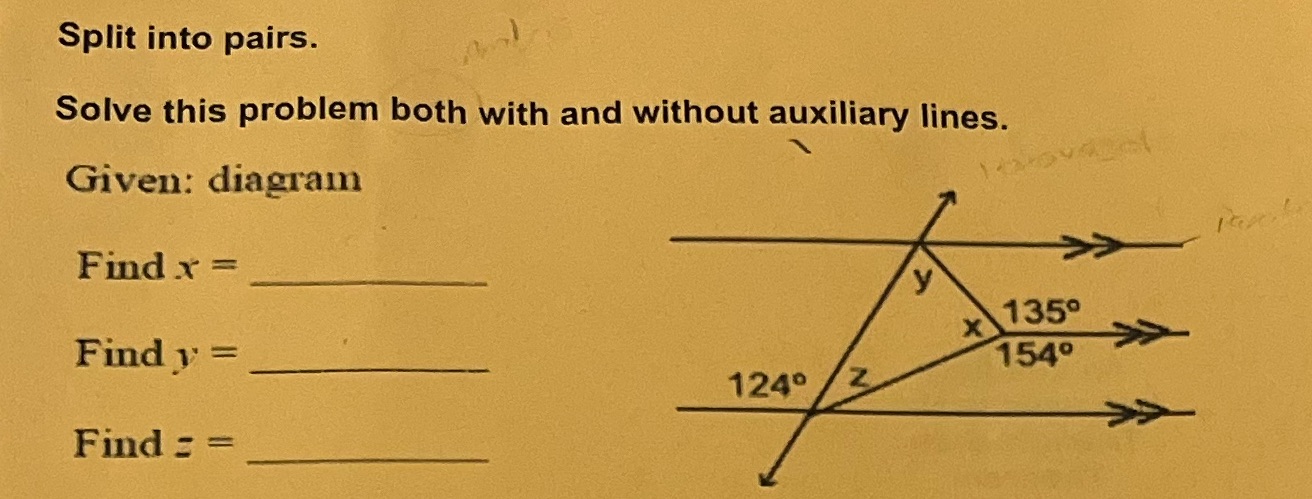 Split into pairs.
Solve this problem both with and without auxiliary lines.
Given: diagram
Find x =
Find y =
Find z =
y
x
135°
154°
124°
z